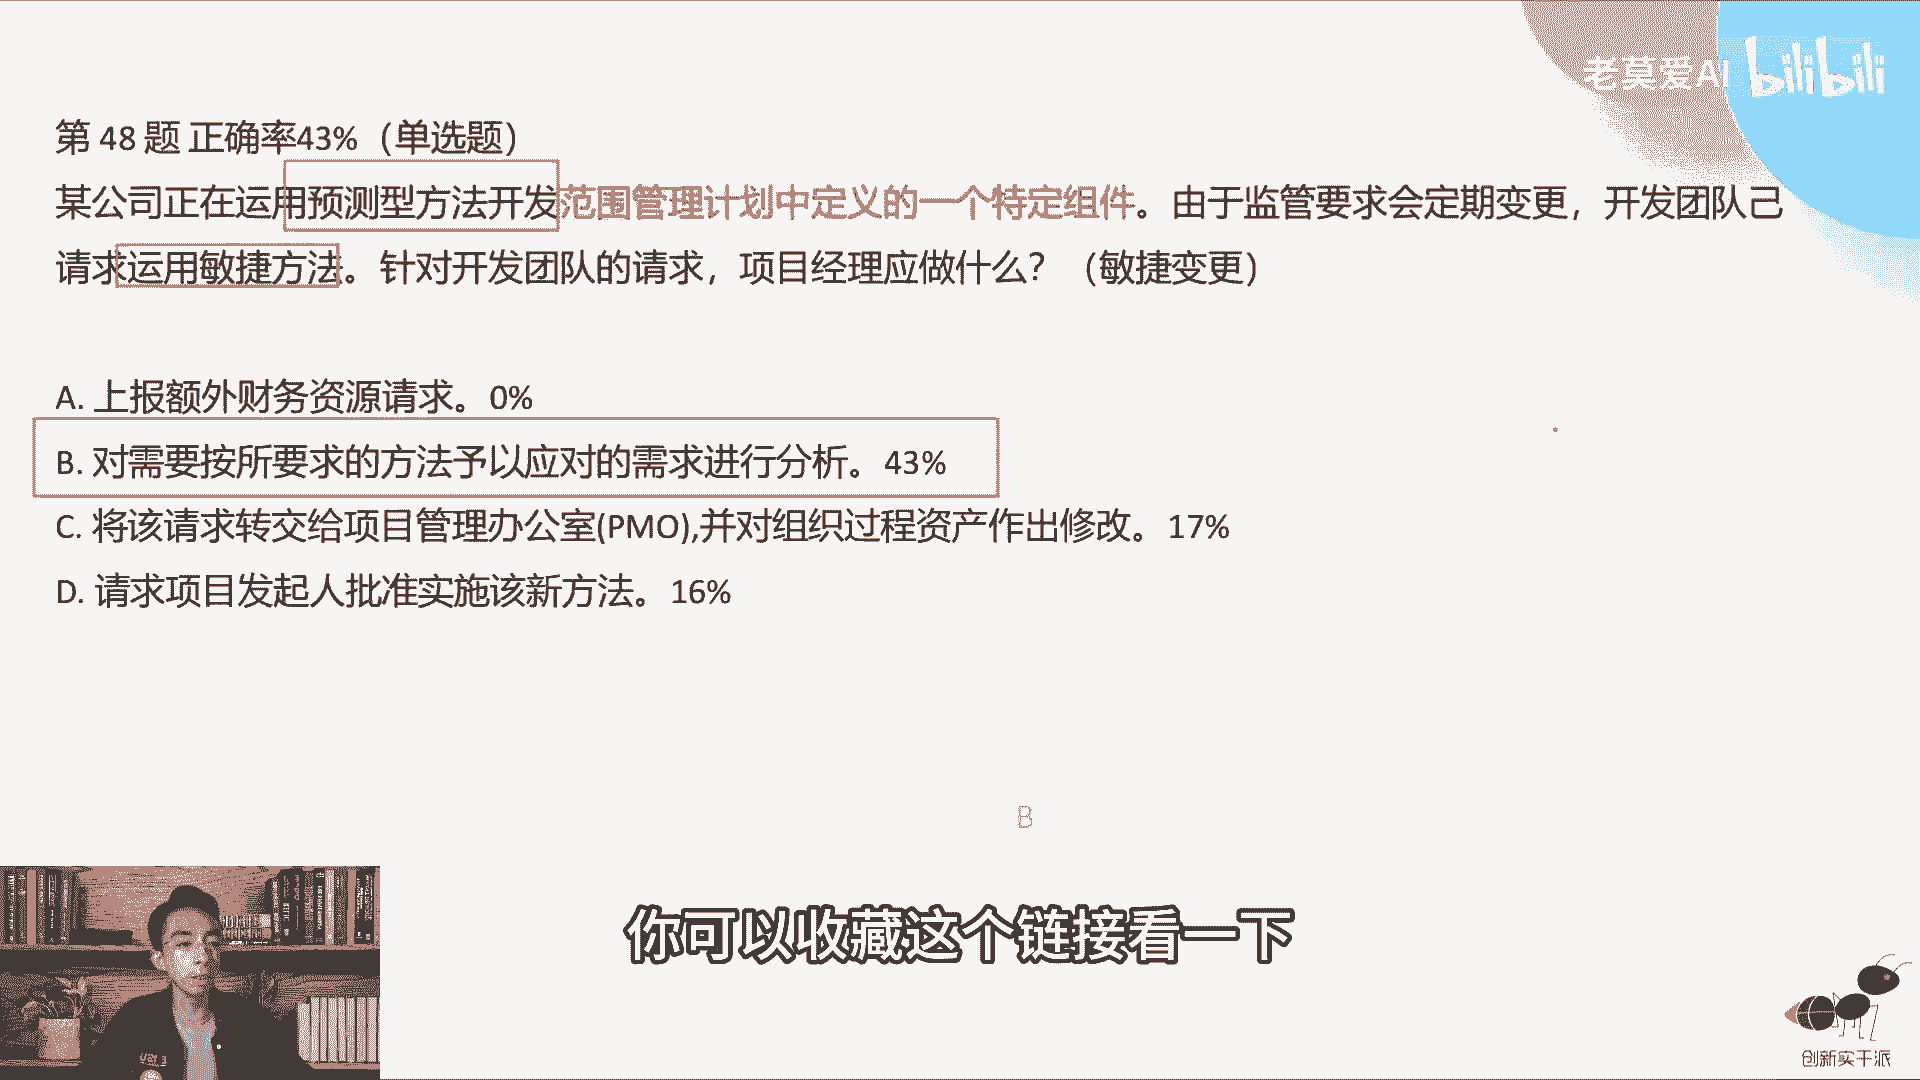 老莫爱AI bilibili
第 48 题 正确率43%（单选题）
某公司正在运用预测型方法开发范围管理计划中定义的一个特定组件。由于监管要求会定期变更，开发团队己
请求运用敏捷方法。针对开发团队的请求，项目经理应做什么？（敏捷变更）
A. 上报额外财务资源请求。0%
B. 对需要按所要求的方法予以应对的需求进行分析。43%
C. 将该请求转交给项目管理办公室(PMO),并对组织过程资产作出修改。17%
D. 请求项目发起人批准实施该新方法。16%
B
你可以收藏这个链接看一下
创新实干派